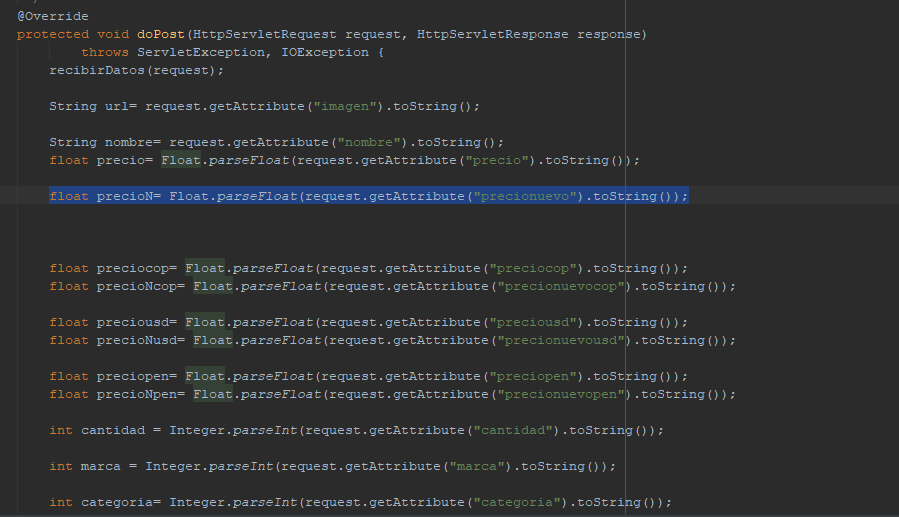 @Override
protected void doPost(HttpServletRequest request, HttpServletResponse response)
throws ServletException, IOException {
recibirDatos(request);
String url= request.getAttribute("imagen").toString();
String nombre= request.getAttribute("nombre").toString();
float precio= Float.parseFloat(request.getAttribute("precio").toString());
float precioN= Float.parseFloat(request.getAttribute("precionuevo").toString());
float preciocop= Float.parseFloat(request.getAttribute("preciocop").toString());
float precioNcop= Float.parseFloat(request.getAttribute("precionuevocop").toString());
float preciousd= Float.parseFloat(request.getAttribute("preciousd").toString());
float precioNusd= Float.parseFloat(request.getAttribute("precionuevousd").toString());
float preciopen= Float.parseFloat(request.getAttribute("preciopen").toString());
float precioNpen= Float.parseFloat(request.getAttribute("precionuevopen").toString());
int cantidad = Integer.parseInt(request.getAttribute("cantidad").toString());
int marca = Integer.parseInt(request.getAttribute("marca").toString());
int categoria= Integer.parseInt(request.getAttribute("categoria").toString());